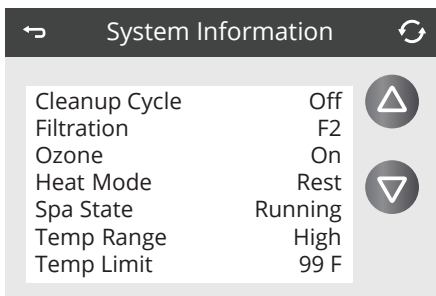 System Information
Cleanup Cycle Off
Filtration F2
Ozone On
Heat Mode Rest
Spa State Running
Temp Range High
Temp Limit 99 F